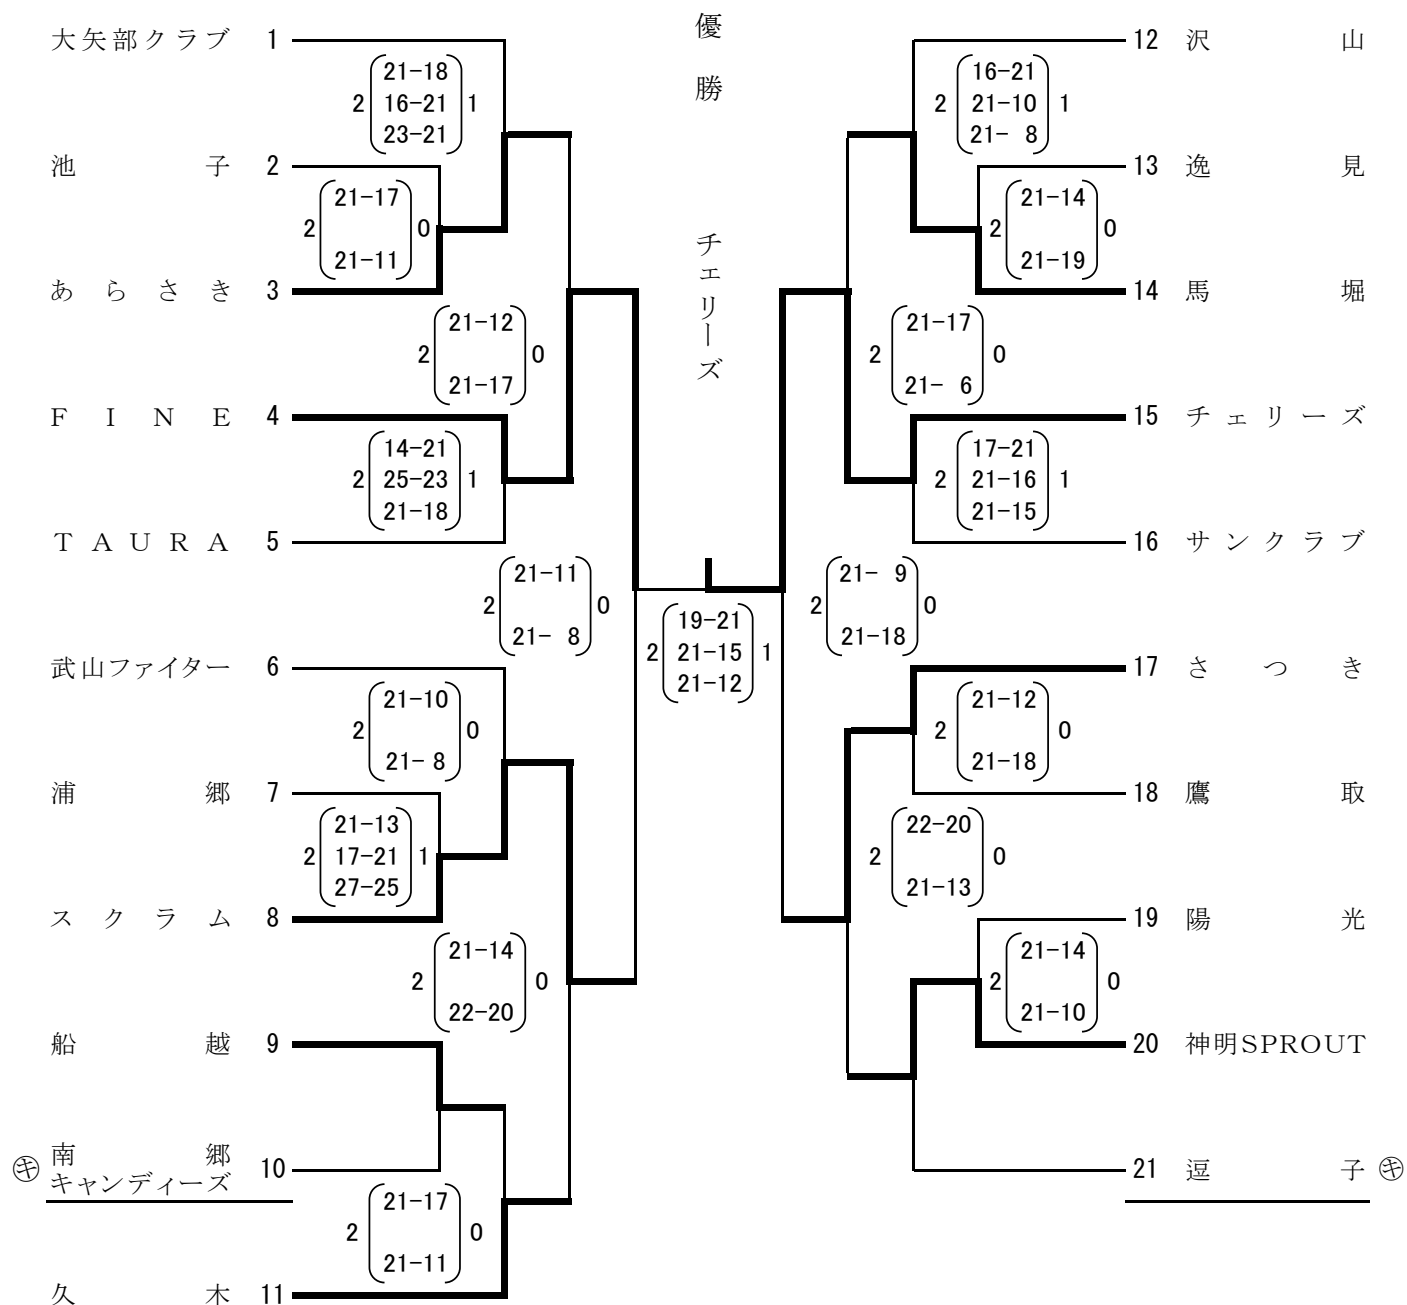 優勝
チェリーズ
大矢部クラブ 1
2 21-18 16-21 23-21 1
池子 2
2 21-17 21-11 0
あらさき 3
2 21-12 21-17 0
FINE 4
2 14-21 25-23 21-18 1
TAURA 5
2 21-11 21- 8 0
武山ファイター 6
2 21-10 21- 8 0
浦郷 7
2 21-13 17-21 27-25 1
スクラム 8
2 21-14 22-20 0
船越 9
㋖ 南郷キャンディーズ 10
2 21-17 21-11 0
久木 11
2 19-21 21-15 21-12 1
12 沢山
2 16-21 21-10 21- 8 1
13 逸見
2 21-14 21-19 0
14 馬堀
2 21-17 21- 6 0
15 チェリーズ
2 17-21 21-16 21-15 1
16 サンクラブ
2 21- 9 21-18 0
17 さつき
2 21-12 21-18 0
18 鷹取
2 22-20 21-13 0
19 陽光
2 21-14 21-10 0
20 神明SPROUT
21 逗子 ㋖